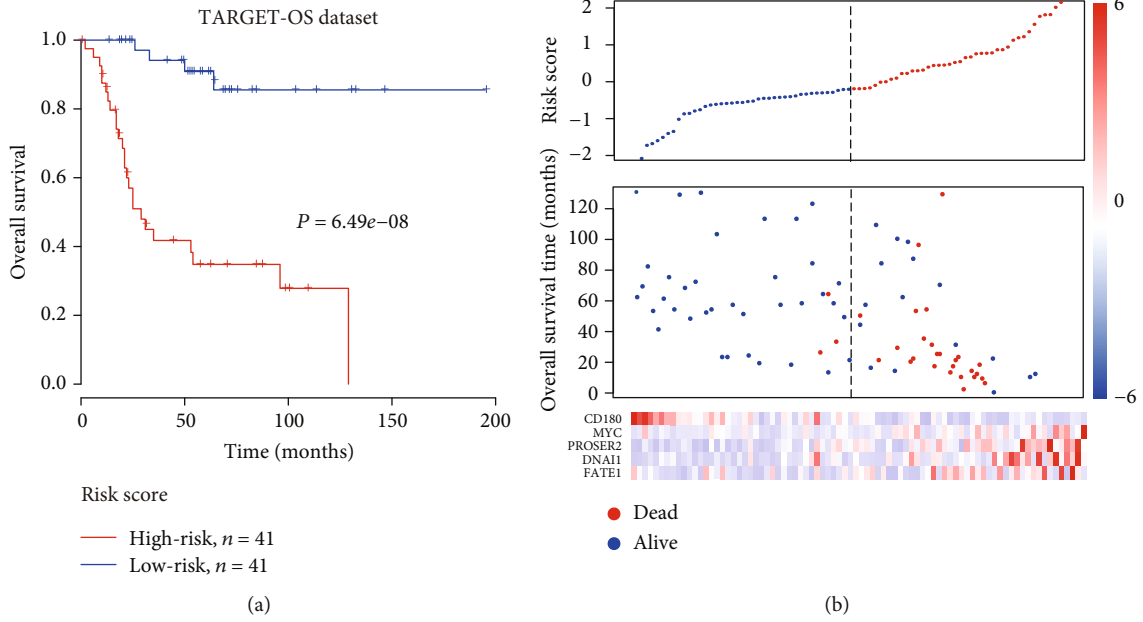 TARGET-OS dataset
Overall survival
1.0
0.8
0.6
0.4
0.2
0.0
P = 6.49e−08
0
50
100
150
200
Time (months)
Risk score
High-risk, n = 41
Low-risk, n = 41
(a)
Risk score
2
1
0
−1
−2
Overall survival time (months)
120
100
80
60
40
20
0
CD180
MYC
PROSER2
DNAI1
FATE1
Dead
Alive
6
0
−6
(b)